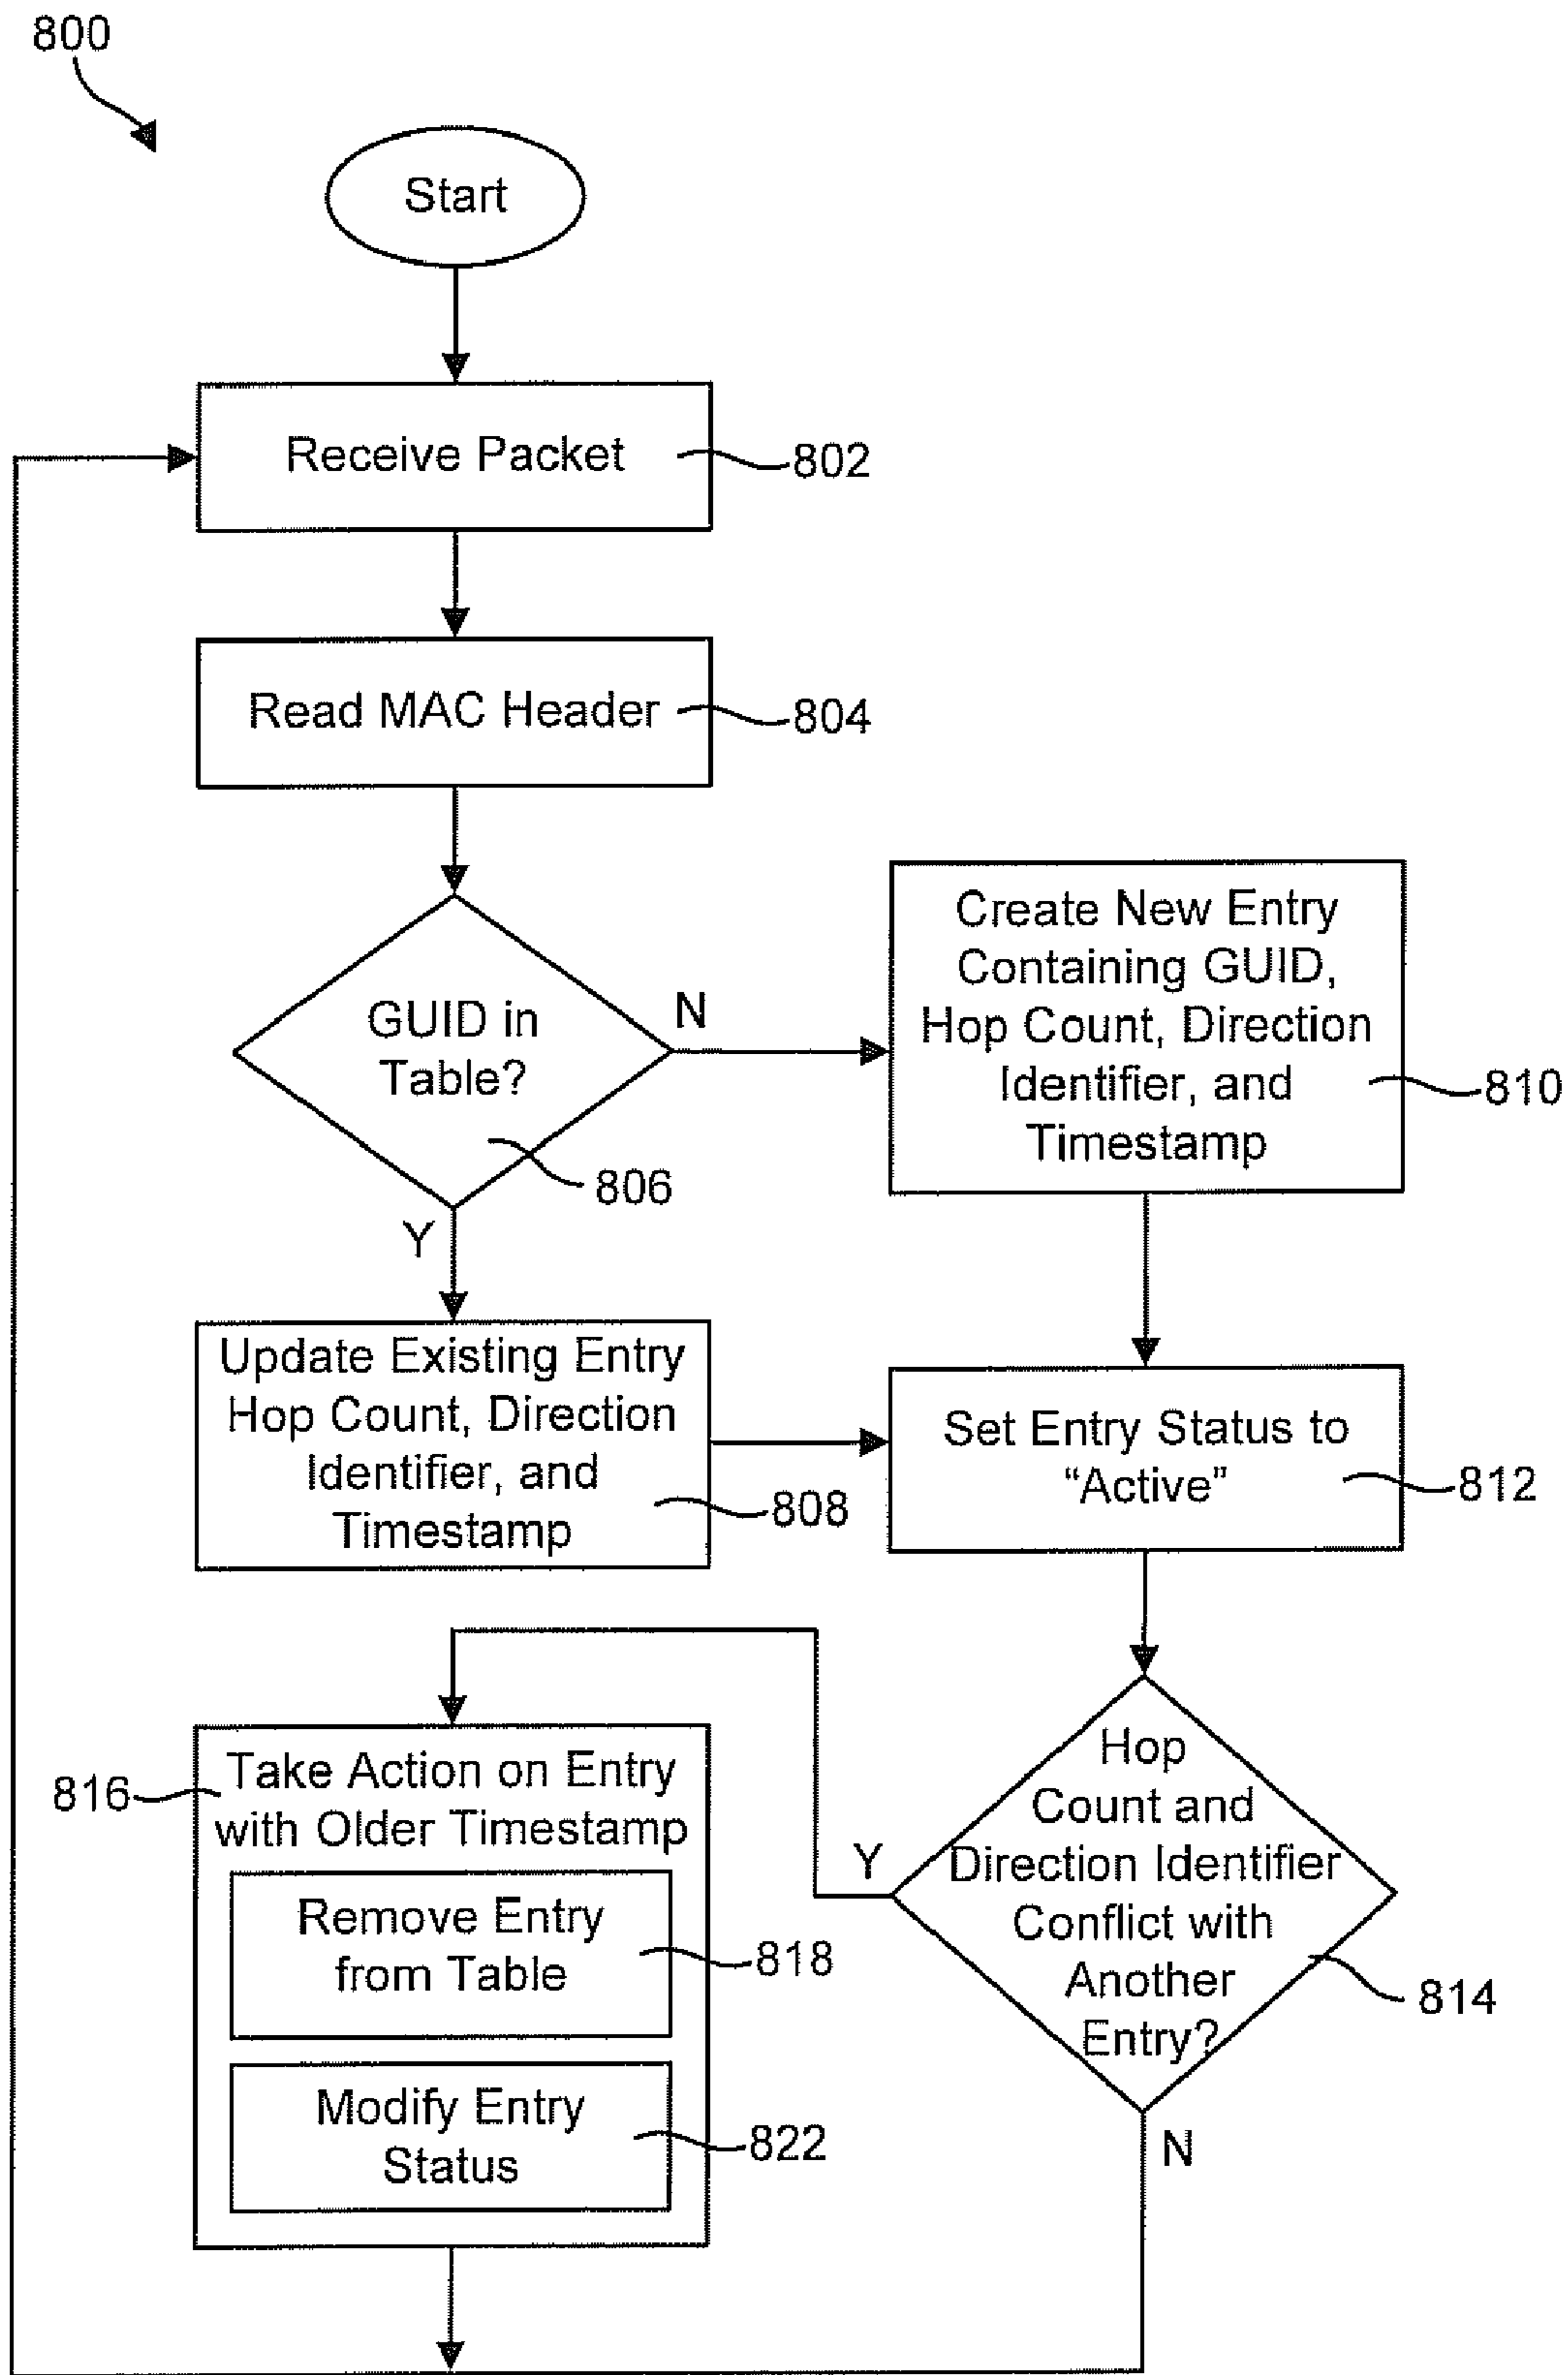 800
Start
Receive Packet
802
Read MAC Header
804
GUID in
Table?
806
N
Y
Create New Entry
Containing GUID,
Hop Count, Direction
Identifier, and
Timestamp
810
Update Existing Entry
Hop Count, Direction
Identifier, and
Timestamp
808
Set Entry Status to
“Active”
812
Hop
Count and
Direction Identifier
Conflict with
Another
Entry?
814
Y
N
816
Take Action on Entry
with Older Timestamp
Remove Entry
from Table
818
Modify Entry
Status
822